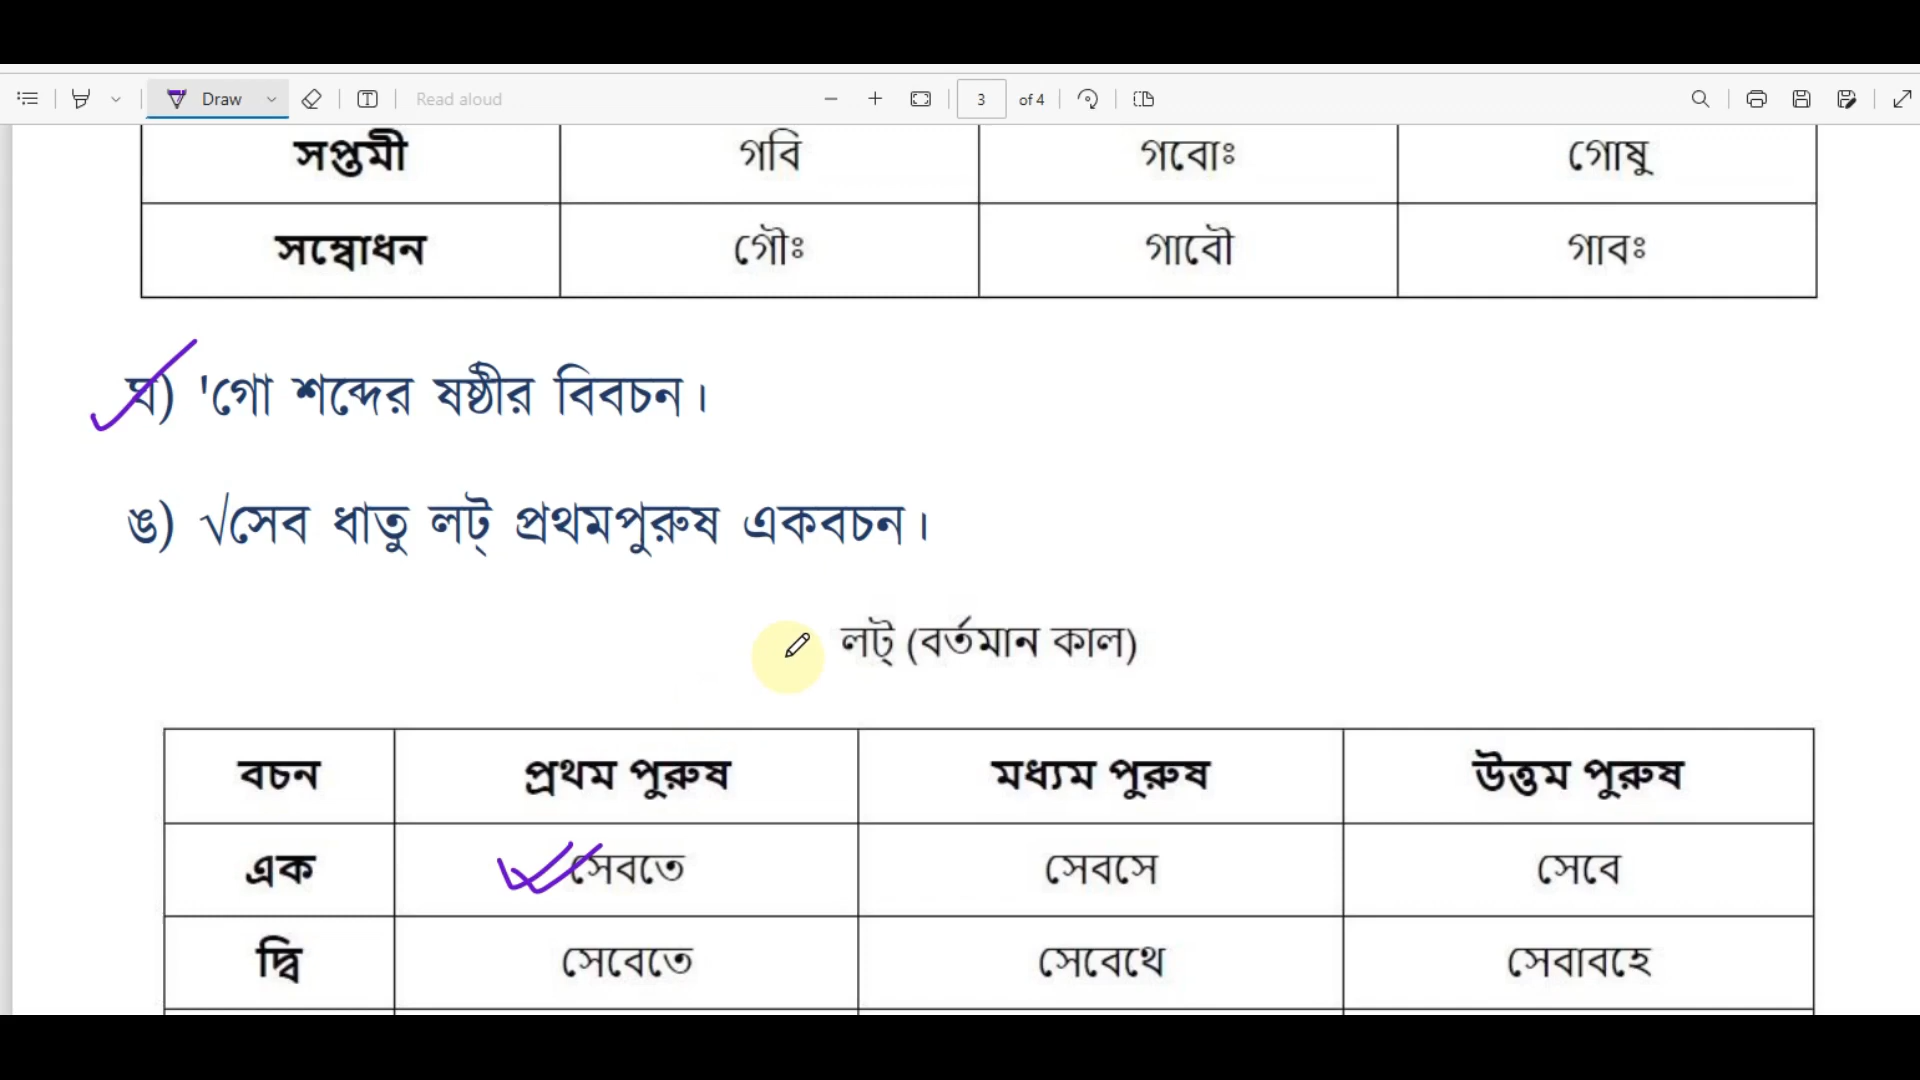 Draw Read aloud 3 of 4
সপ্তমী গবি গবোঃ গোষু
সম্বোধন গৌঃ গাবৌ গাবঃ
ঘ) 'গো শব্দের ষষ্ঠীর বিবচন।
ঙ) √সেব ধাতু লট্ প্রথমপুরুষ একবচন।
লট্ (বর্তমান কাল)
বচন প্রথম পুরুষ মধ্যম পুরুষ উত্তম পুরুষ
এক সেবতে সেবসে সেবে
দ্বি সেবেতে সেবেথে সেবাবহে